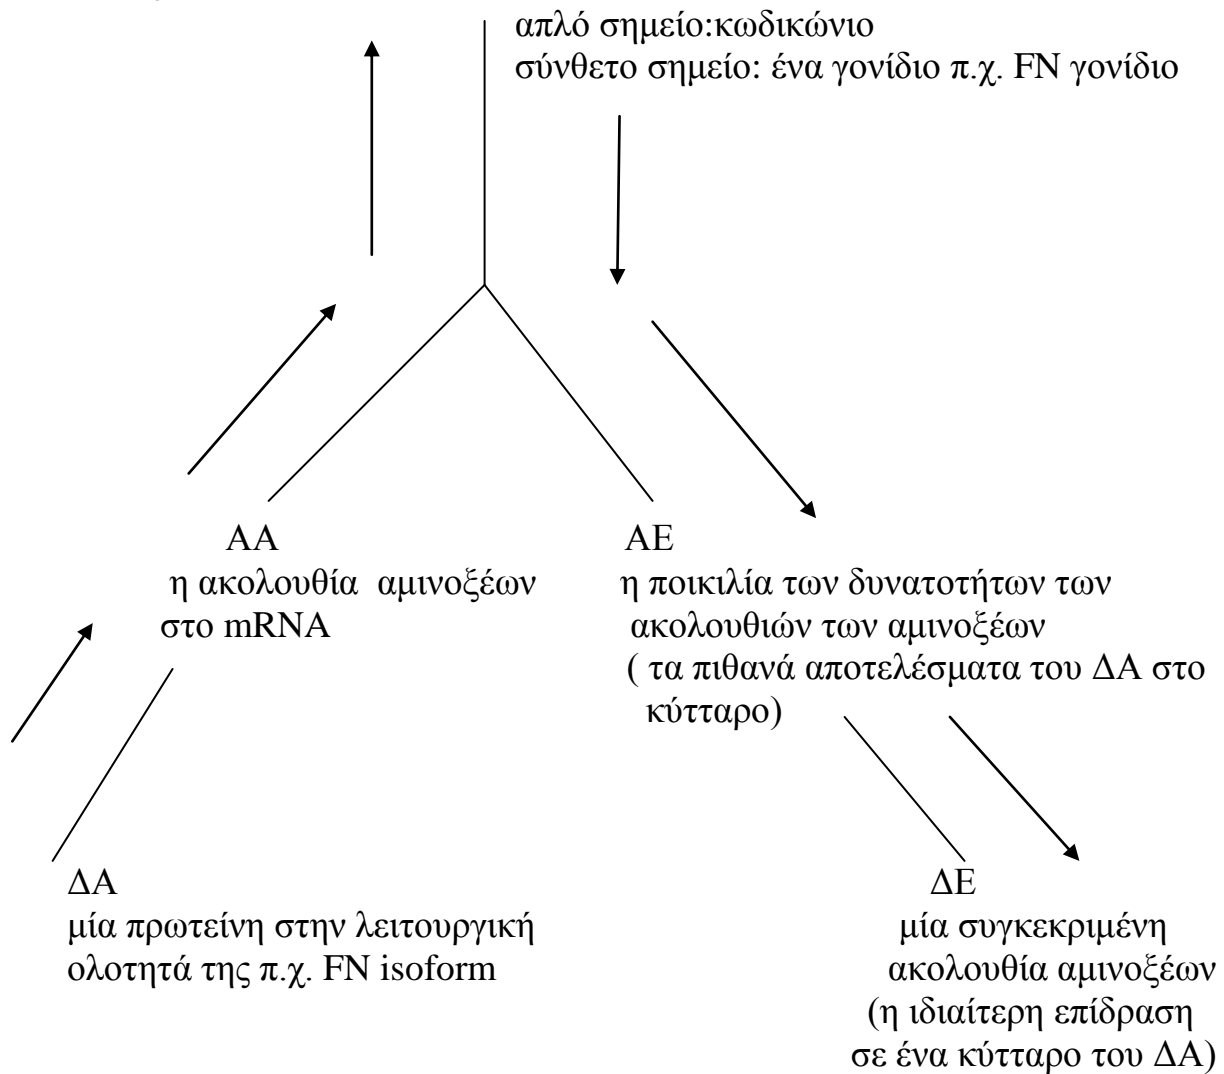 απλό σημείο:κωδικώνιο
σύνθετο σημείο: ένα γονίδιο π.χ. FN γονίδιο
ΑΑ
η ακολουθία αμινοξέων
στο mRNA
ΑΕ
η ποικιλία των δυνατοτήτων των
ακολουθιών των αμινοξέων
( τα πιθανά αποτελέσματα του ΔΑ στο
κύτταρο)
ΔΑ
μία πρωτείνη στην λειτουργική
ολοτητά της π.χ. FN isoform
ΔΕ
μία συγκεκριμένη
ακολουθία αμινοξέων
(η ιδιαίτερη επίδραση
σε ένα κύτταρο του ΔΑ)